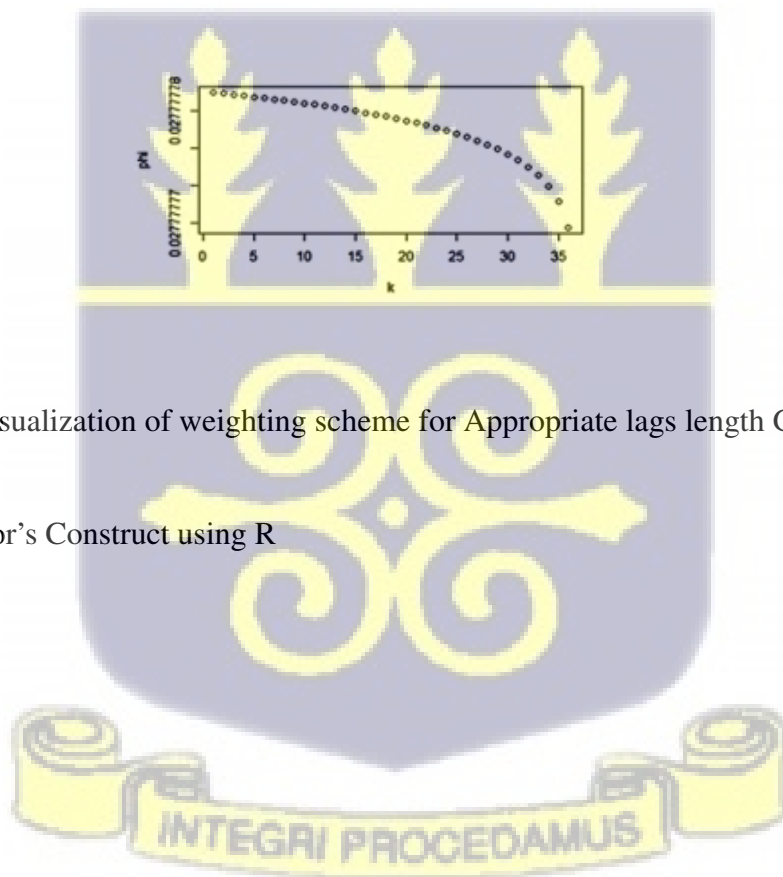 0.02777778
phi
0.02777777
0 5 10 15 20 25 30 35
k
sualization of weighting scheme for Appropriate lags length
or's Construct using R
INTEGRI PROCEDAMUS